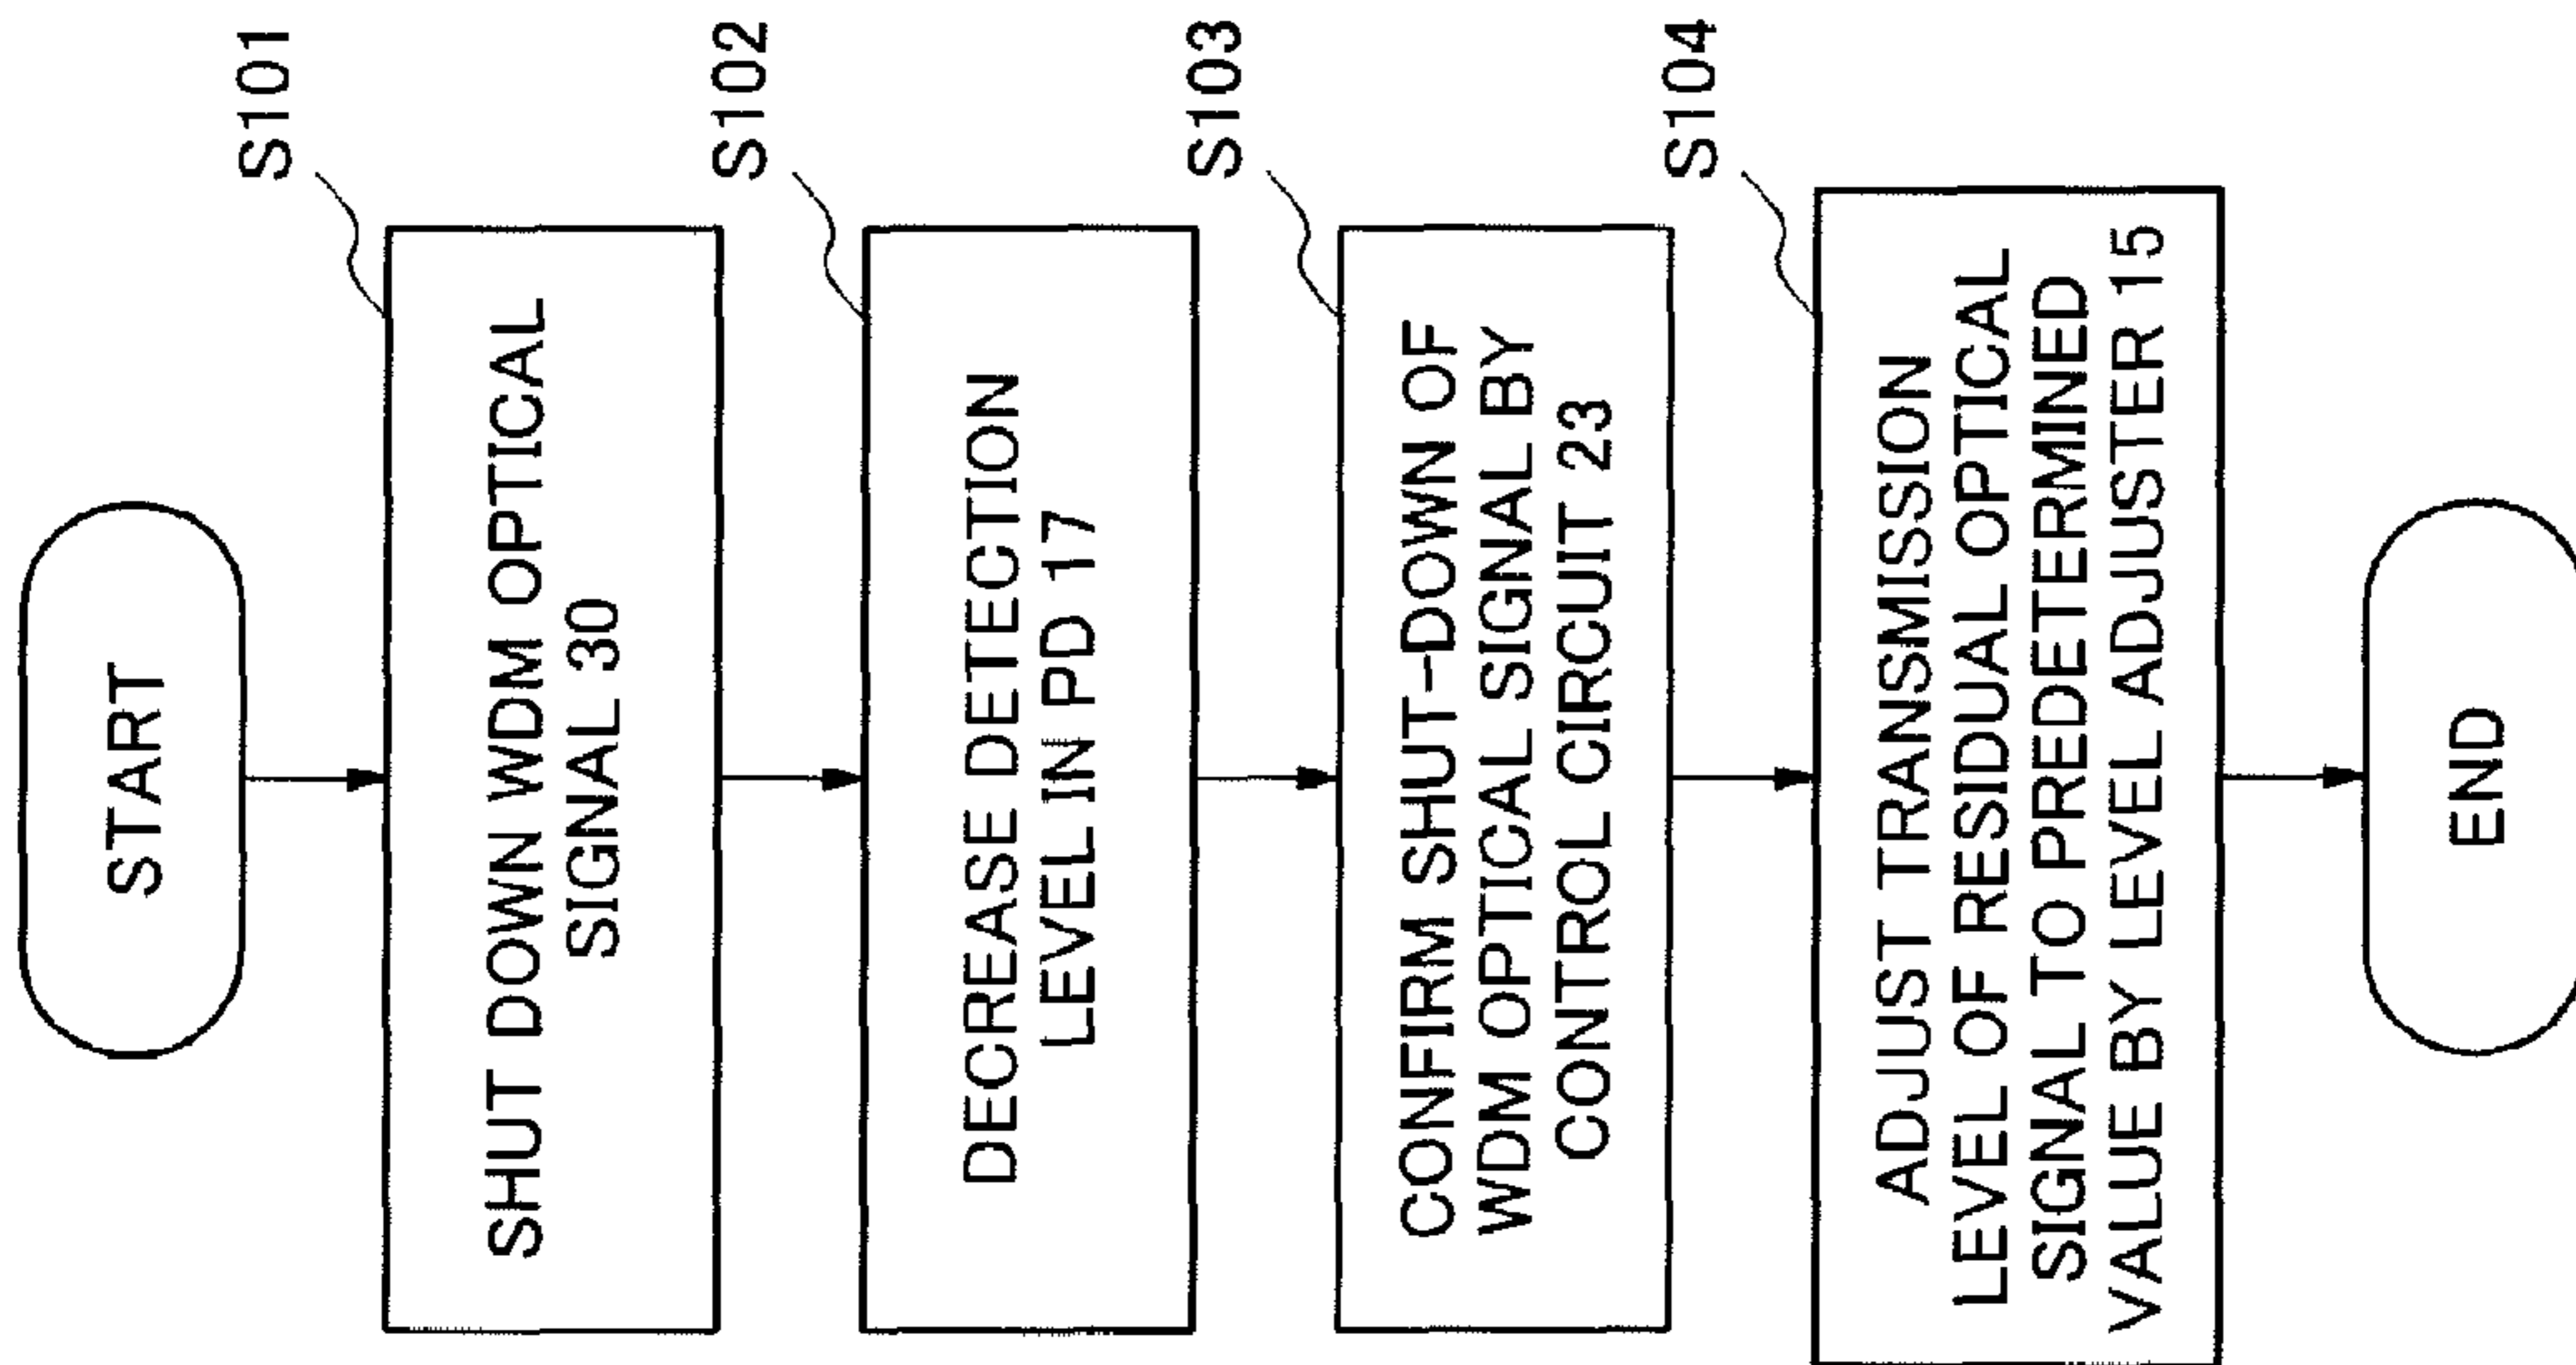 START
S101
SHUT DOWN WDM OPTICAL
SIGNAL 30
S102
DECREASE DETECTION
LEVEL IN PD 17
S103
CONFIRM SHUT-DOWN OF
WDM OPTICAL SIGNAL BY
CONTROL CIRCUIT 23
S104
ADJUST TRANSMISSION
LEVEL OF RESIDUAL OPTICAL
SIGNAL TO PREDETERMINED
VALUE BY LEVEL ADJUSTER 15
END